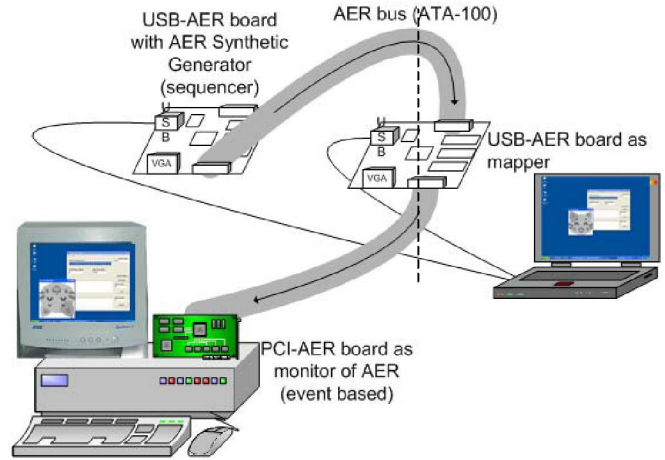 USB-AER board
with AER Synthetic
Generator
(sequencer)
AER bus (ATA-100)
U
S
B
VGA
U
S
B
VGA
USB-AER board as
mapper
PCI-AER board as
monitor of AER
(event based)